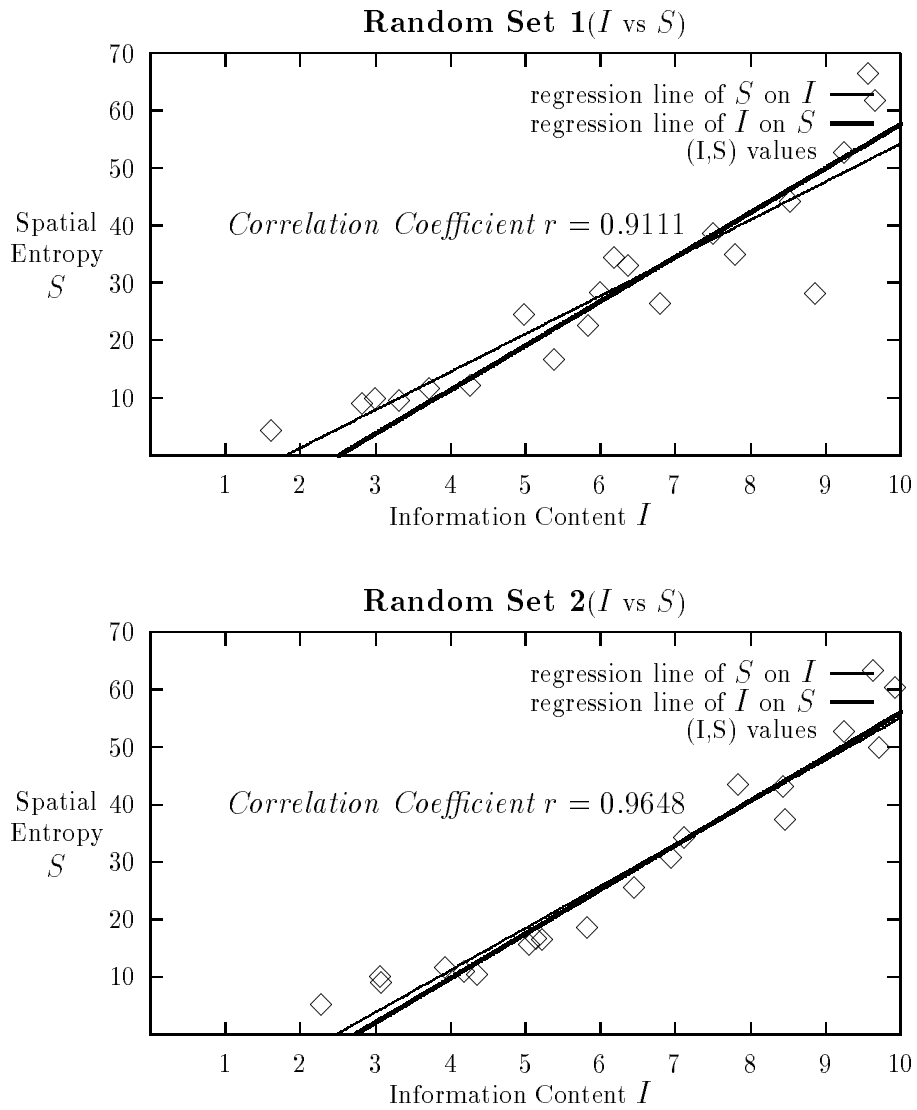 Random Set 1(I vs S)
70
60
50
40
30
20
10
Spatial
Entropy
S
regression line of S on I
regression line of I on S
(I,S) values
Correlation Coefficient r = 0.9111
1 2 3 4 5 6 7 8 9 10
Information Content I
Random Set 2(I vs S)
70
60
50
40
30
20
10
Spatial
Entropy
S
regression line of S on I
regression line of I on S
(I,S) values
Correlation Coefficient r = 0.9648
1 2 3 4 5 6 7 8 9 10
Information Content I